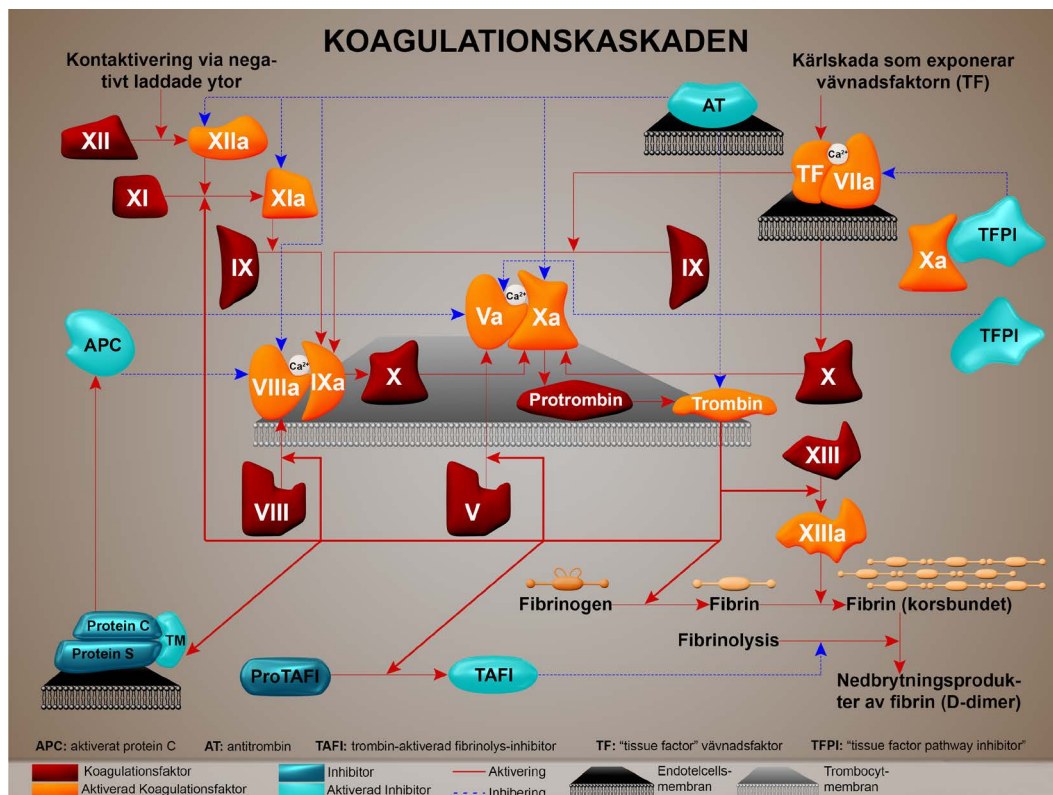 KOAGULATIONSKASKADEN
Kontaktivering via nega-
tivt laddade ytor
Kärlskada som exponerar
vävnadsfaktorn (TF)
AT
XII
XIIa
Ca²⁺
TF
VIIa
XI
XIa
TFPI
Xa
IX
IX
Ca²⁺
Va
Xa
APC
TFPI
Ca²⁺
VIIIa
IXa
X
X
Protrombin
Trombin
XIII
VIII
V
XIIIa
Fibrinogen
Fibrin
Fibrin (korsbundet)
Protein C
TM
Protein S
Fibrinolysis
ProTAFI
TAFI
Nedbrytningsproduk-
ter av fibrin (D-dimer)
APC: aktiverat protein C
AT: antitrombin
TAFI: trombin-aktiverad fibrinolys-inhibitor
TF: "tissue factor" vävnadsfaktor
TFPI: "tissue factor pathway inhibitor"
Koagulationsfaktor
Aktiverad Koagulationsfaktor
Inhibitor
Aktiverad Inhibitor
Aktivering
Inhibering
Endotelcells-
membran
Trombocyt-
membran